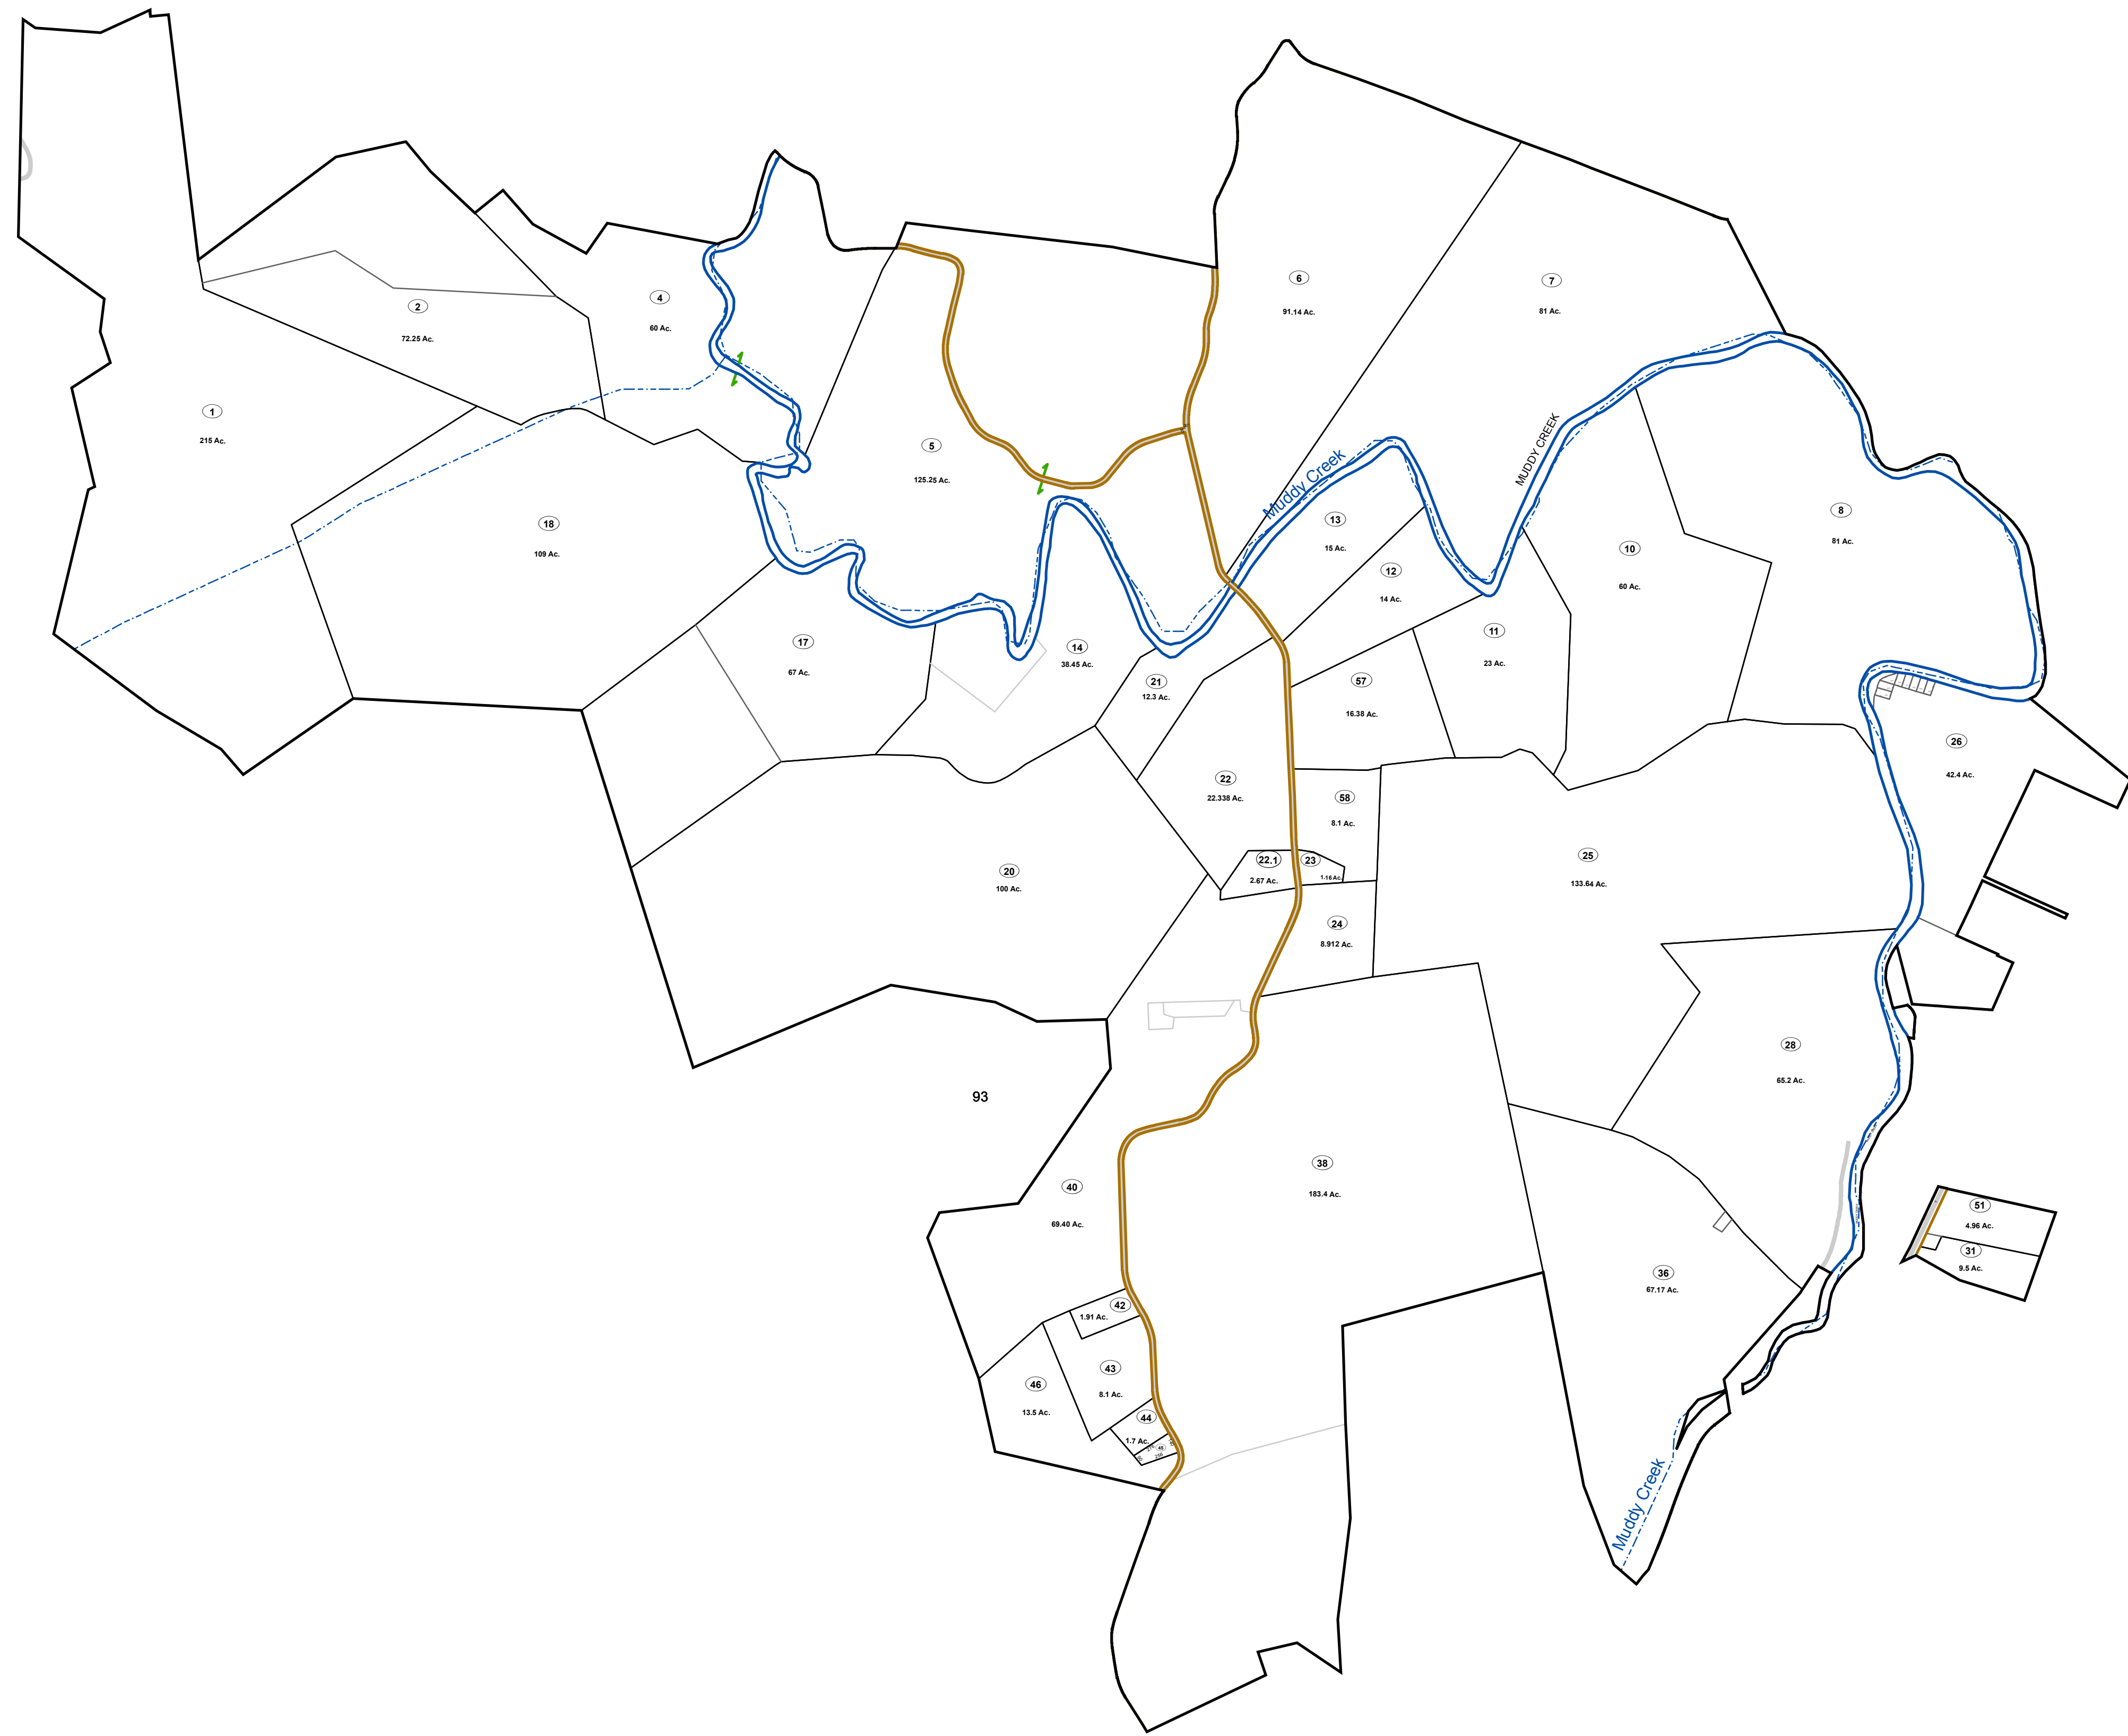 6
91.14 Ac.
7
81 Ac.
4
60 Ac.
2
72.25 Ac.
1
215 Ac.
5
125.25 Ac.
MUDDY CREEK
Muddy Creek
18
109 Ac.
13
15 Ac.
8
81 Ac.
10
60 Ac.
12
14 Ac.
17
67 Ac.
14
38.45 Ac.
11
23 Ac.
21
12.3 Ac.
57
16.38 Ac.
26
42.4 Ac.
22
22.338 Ac.
58
8.1 Ac.
20
100 Ac.
22.1
2.67 Ac.
23
1.16 Ac.
25
133.64 Ac.
24
8.912 Ac.
28
65.2 Ac.
93
38
183.4 Ac.
40
69.40 Ac.
51
4.96 Ac.
31
9.5 Ac.
36
67.17 Ac.
42
1.91 Ac.
43
8.1 Ac.
46
13.5 Ac.
44
1.7 Ac.
Muddy Creek